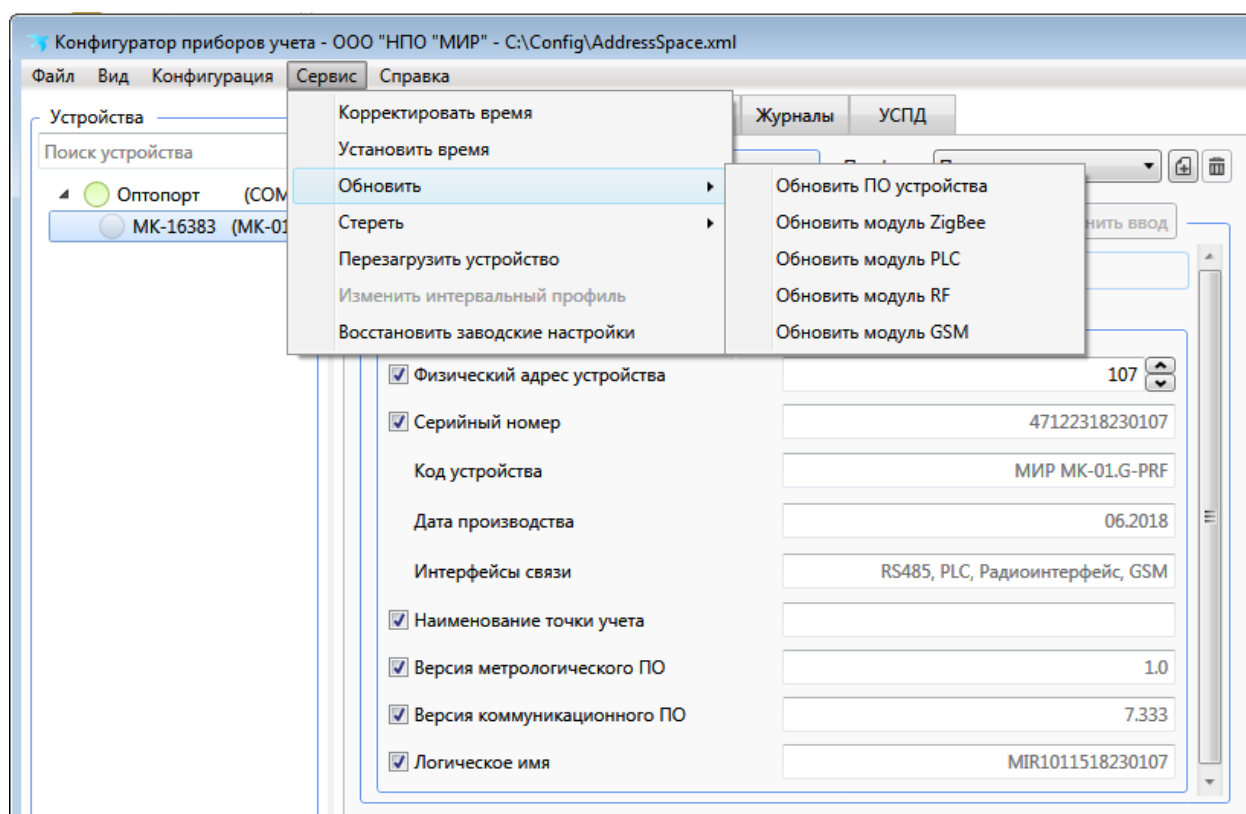 Конфигуратор приборов учета - ООО "НПО "МИР" - C:\Config\AddressSpace.xml
Файл Вид Конфигурация Сервис Справка
Устройства
Поиск устройства
Оптопорт (COM
МК-16383 (МК-01
Корректировать время
Установить время
Обновить
Стереть
Перезагрузить устройство
Изменить интервальный профиль
Восстановить заводские настройки
Журналы УСПД
Обновить ПО устройства
Обновить модуль ZigBee
Обновить модуль PLC
Обновить модуль RF
Обновить модуль GSM
нить ввод
Физический адрес устройства 107
Серийный номер 47122318230107
Код устройства МИР МК-01.G-PRF
Дата производства 06.2018
Интерфейсы связи RS485, PLC, Радиоинтерфейс, GSM
Наименование точки учета
Версия метрологического ПО 1.0
Версия коммуникационного ПО 7.333
Логическое имя MIR1011518230107